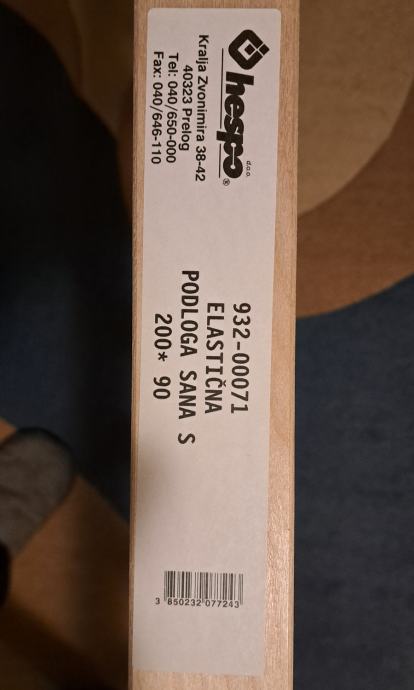 hespo d.o.o. ®
Kralja Zvonimira 38-42
40323 Prelog
Tel: 040/650-000
Fax: 040/646-110
932-00071
ELASTIČNA
PODLOGA SANA S
200* 90
3 850232 077243